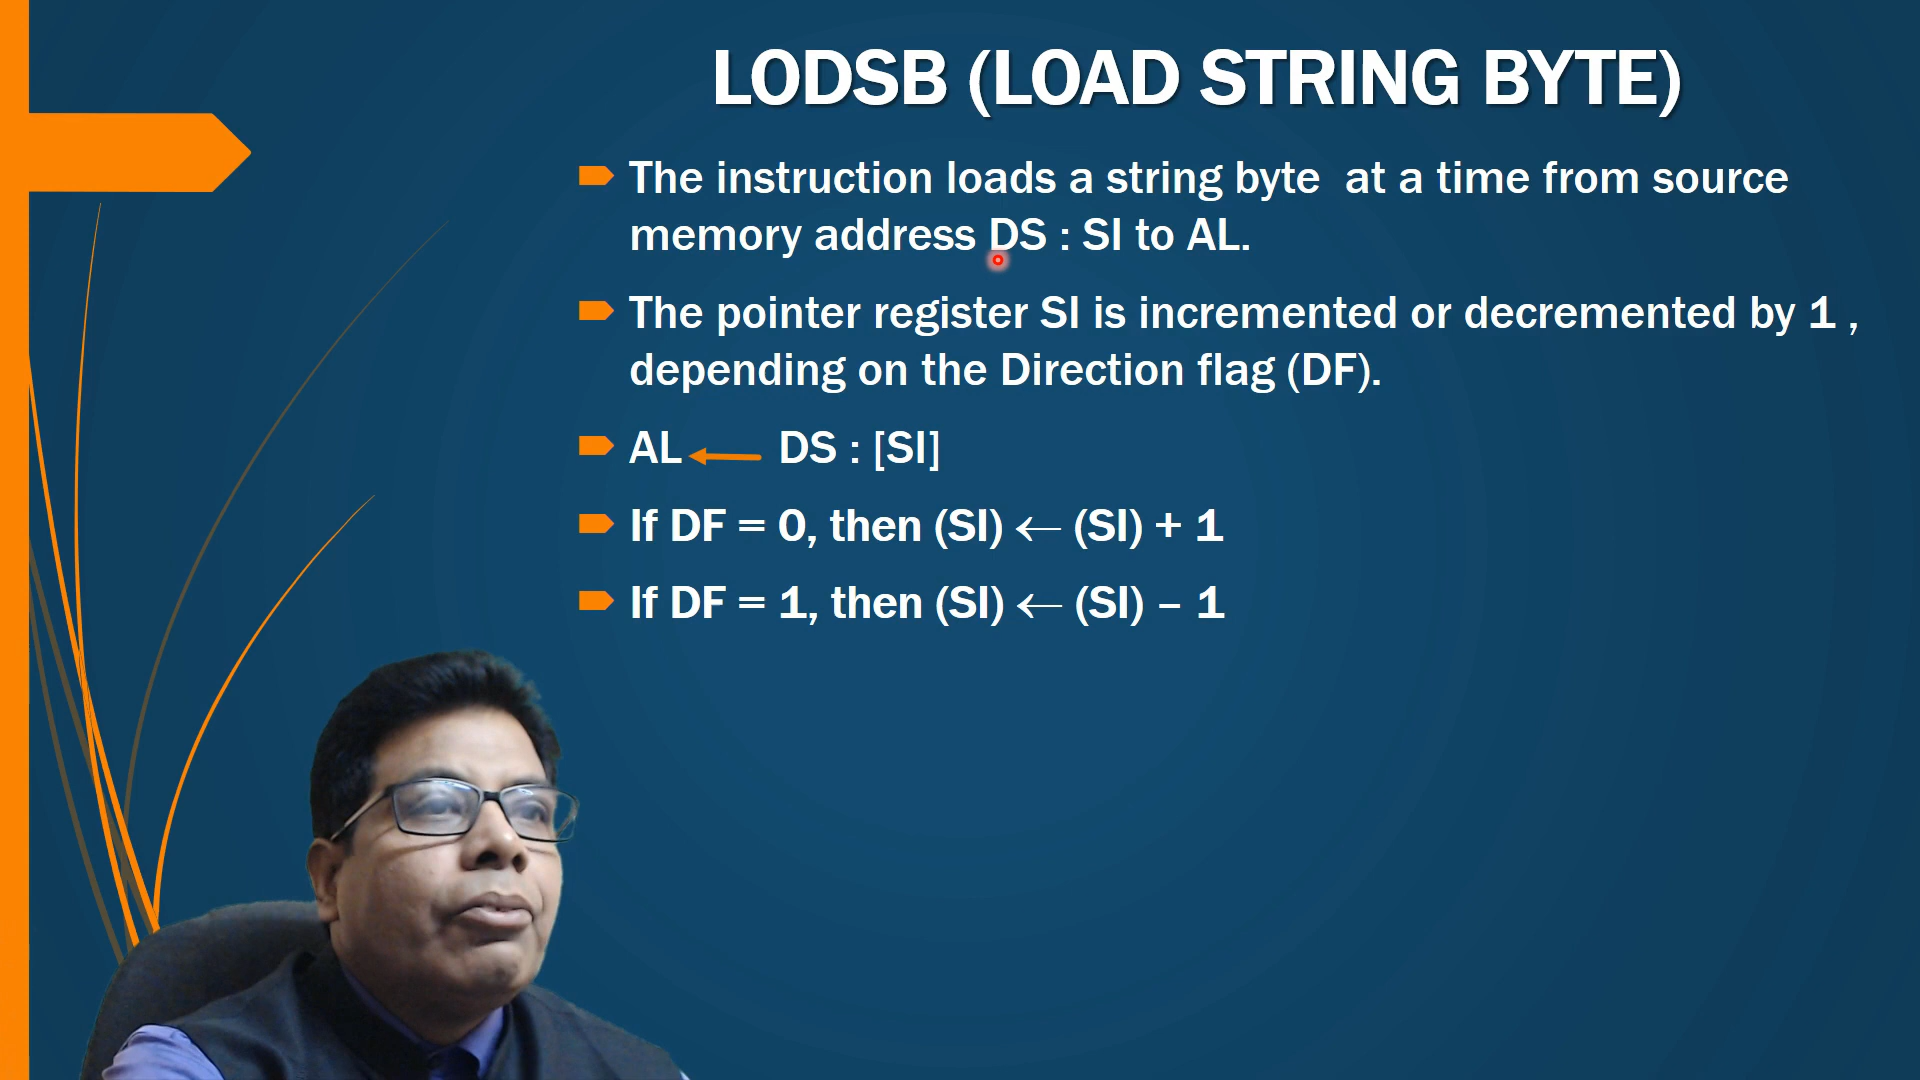 LODSB (LOAD STRING BYTE)
The instruction loads a string byte  at a time from source
memory address DS : SI to AL.
The pointer register SI is incremented or decremented by 1 ,
depending on the Direction flag (DF).
AL ← DS : [SI]
If DF = 0, then (SI) ← (SI) + 1
If DF = 1, then (SI) ← (SI) – 1